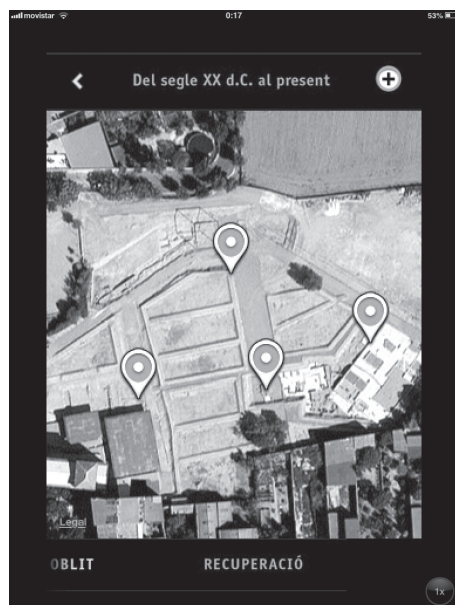 movistar 0:17 53%
Del segle XX d.C. al present
Legal
OBLIT RECUPERACIÓ
1x